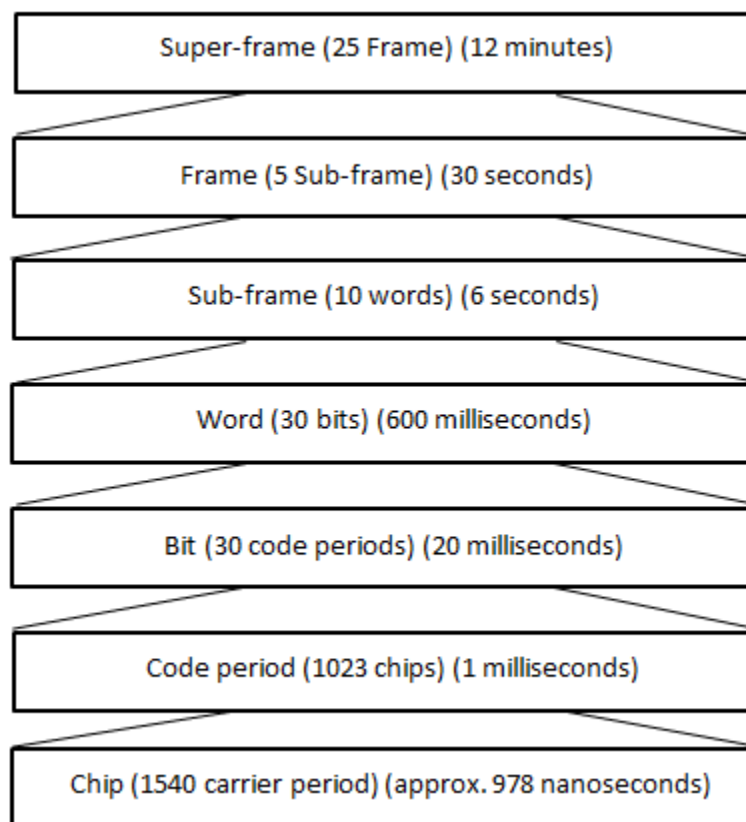 Super-frame (25 Frame) (12 minutes)
Frame (5 Sub-frame) (30 seconds)
Sub-frame (10 words) (6 seconds)
Word (30 bits) (600 milliseconds)
Bit (30 code periods) (20 milliseconds)
Code period (1023 chips) (1 milliseconds)
Chip (1540 carrier period) (approx. 978 nanoseconds)